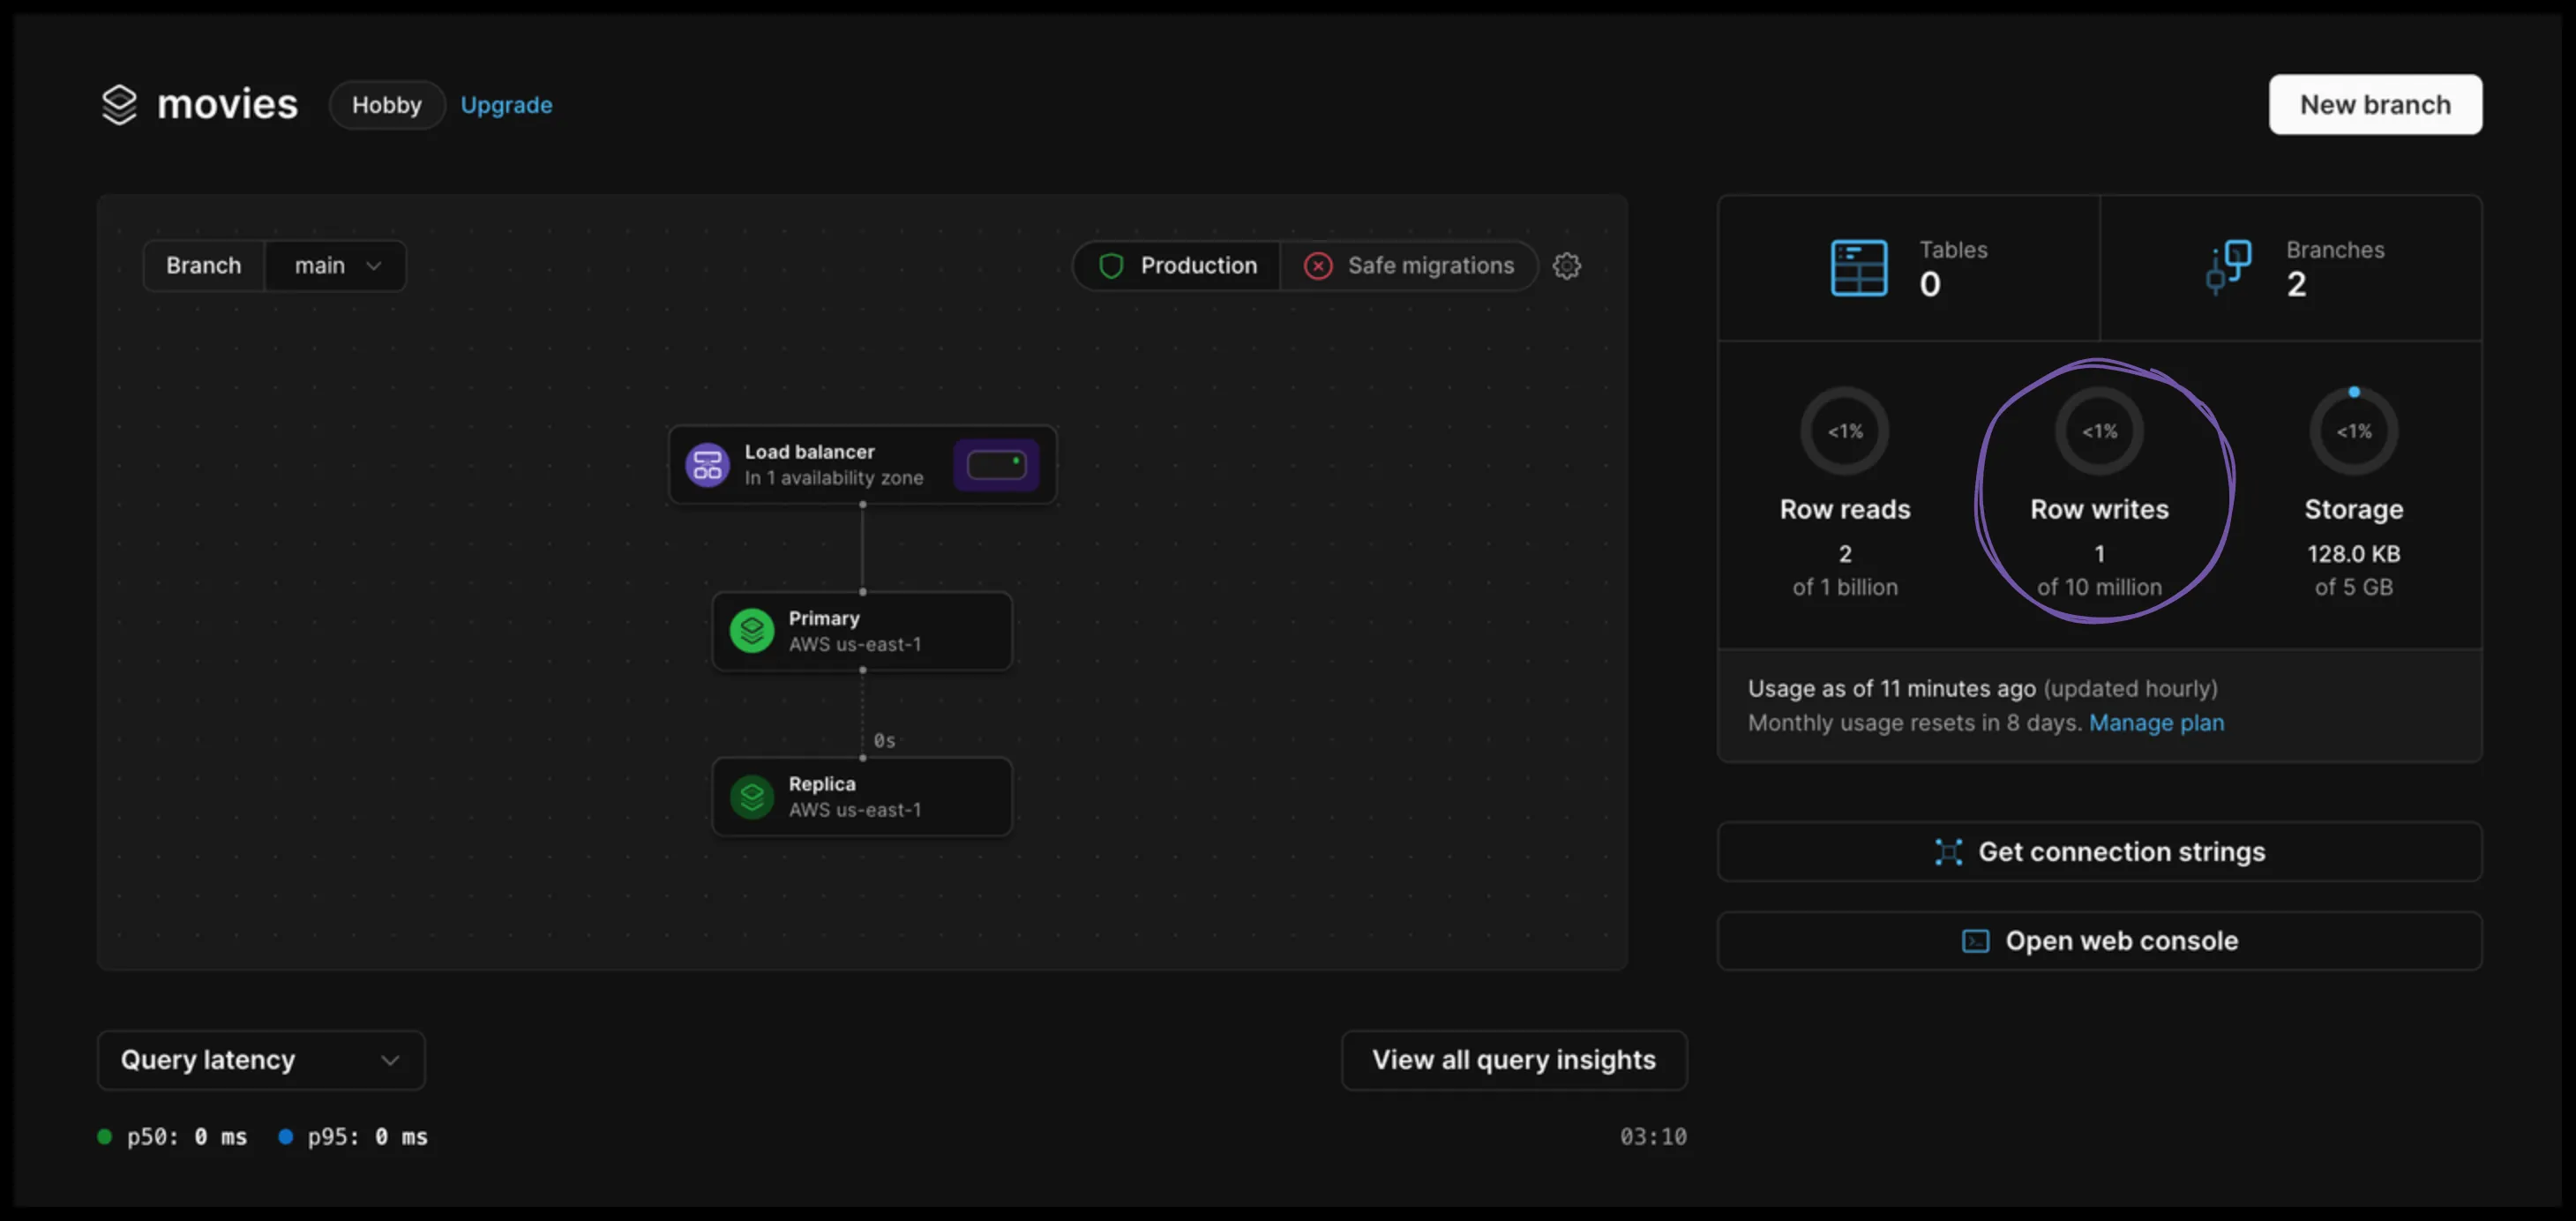 movies Hobby Upgrade New branch
Branch main Production Safe migrations
Tables
0
Branches
2
Load balancer
In 1 availability zone
Primary
AWS us-east-1
0s
Replica
AWS us-east-1
<1% <1% <1%
Row reads Row writes Storage
2 1 128.0 KB
of 1 billion of 10 million of 5 GB
Usage as of 11 minutes ago (updated hourly)
Monthly usage resets in 8 days. Manage plan
Get connection strings
Open web console
Query latency View all query insights
p50: 0 ms p95: 0 ms 03:10